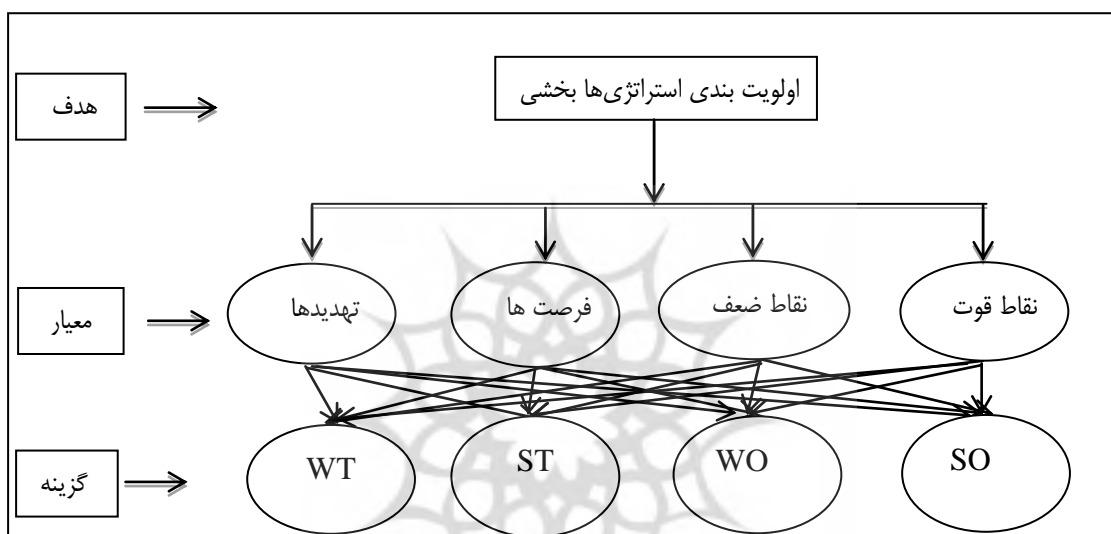 اولویت بندی استراتژی‌ها بخشی
هدف
نقاط قوت
نقاط ضعف
فرصت ها
تهدیدها
معیار
SO
WO
ST
WT
گزینه